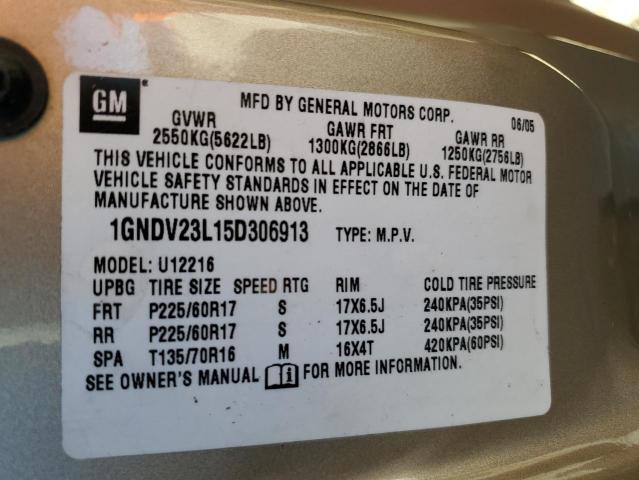 GM
MFD BY GENERAL MOTORS CORP. 06/05
GVWR GAWR FRT GAWR RR
2550KG(5622LB) 1300KG(2866LB) 1250KG(2756LB)
THIS VEHICLE CONFORMS TO ALL APPLICABLE U.S. FEDERAL MOTOR
VEHICLE SAFETY STANDARDS IN EFFECT ON THE DATE OF
MANUFACTURE SHOWN ABOVE.
1GNDV23L15D306913 TYPE: M.P.V.
MODEL: U12216
UPBG TIRE SIZE SPEED RTG RIM COLD TIRE PRESSURE
FRT P225/60R17 S 17X6.5J 240KPA(35PSI)
RR P225/60R17 S 17X6.5J 240KPA(35PSI)
SPA T135/70R16 M 16X4T 420KPA(60PSI)
SEE OWNER'S MANUAL FOR MORE INFORMATION.